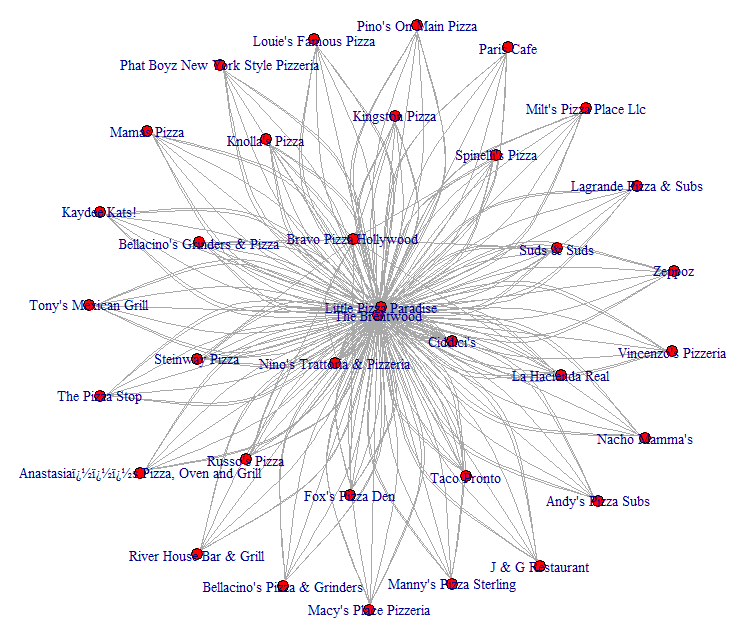 Pino's On Main Pizza
Louie's Famous Pizza
Paris Cafe
Phat Boyz New York Style Pizzeria
Milt's Pizza Place Llc
Kingston Pizza
Mama's Pizza
Knolla's Pizza
Spinelli's Pizza
Lagrande Pizza & Subs
Kaydee Kats!
Bellacino's Grinders & Pizza
Bravo Pizza Hollywood
Suds & Suds
Zeppoz
Tony's Mexican Grill
Little Pizza Paradise
The Brentwood
Ciddici's
Vincenzo's Pizzeria
Steinway Pizza
Nino's Trattoria & Pizzeria
La Hacienda Real
The Pizza Stop
Nacho Mamma's
Russo's Pizza
Anastasiaï¿½ï¿½ï¿½s Pizza, Oven and Grill
Taco Pronto
Fox's Pizza Den
Andy's Pizza Subs
River House Bar & Grill
J & G Restaurant
Bellacino's Pizza & Grinders
Manny's Pizza Sterling
Macy's Place Pizzeria